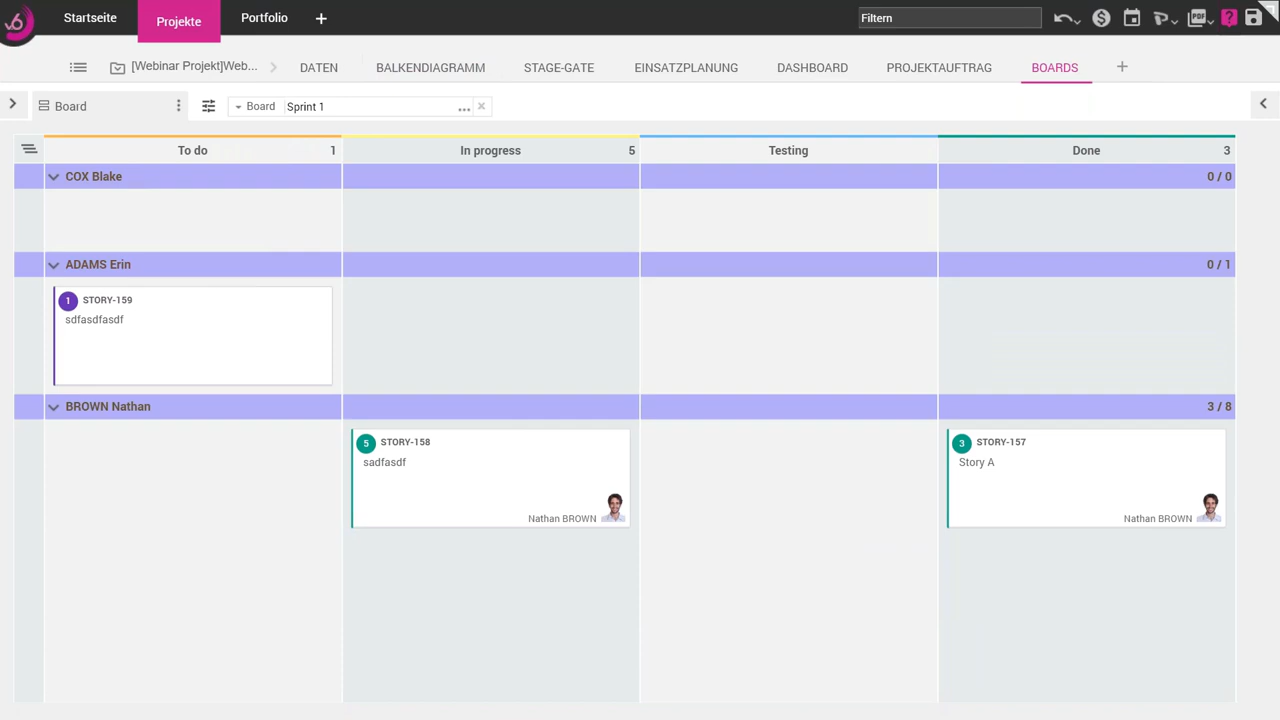 Startseite Projekte Portfolio + Filtern
[Webinar Projekt]Web... DATEN BALKENDIAGRAMM STAGE-GATE EINSATZPLANUNG DASHBOARD PROJEKTAUFTRAG BOARDS +
Board Board Sprint 1 ...
To do 1 In progress 5 Testing Done 3
COX Blake 0 / 0
ADAMS Erin 0 / 1
1 STORY-159
sdfasdfasdf
BROWN Nathan 3 / 8
5 STORY-158 3 STORY-157
sadfasdf Story A
Nathan BROWN Nathan BROWN